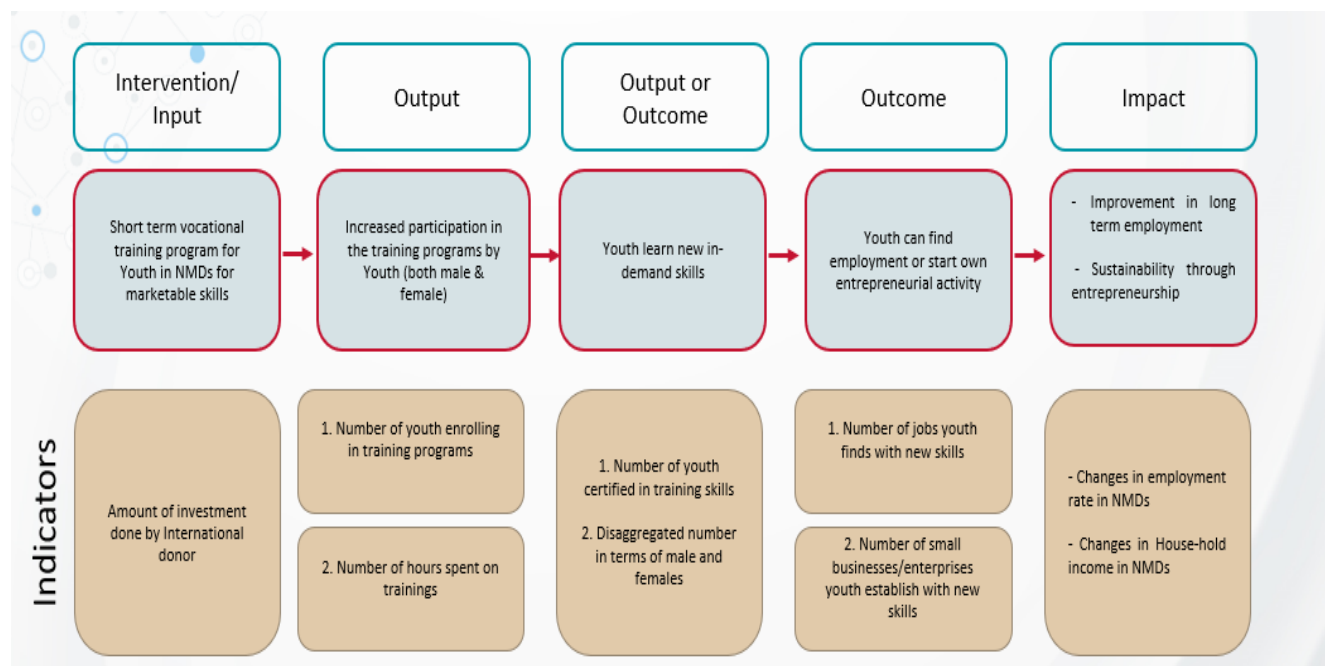 Intervention/
Input
Output
Output or
Outcome
Outcome
Impact
Short term vocational
training program for
Youth in NMDs for
marketable skills
Increased participation in
the training programs by
Youth (both male &
female)
Youth learn new in-
demand skills
Youth can find
employment or start own
entrepreneurial activity
- Improvement in long
term employment
- Sustainability through
entrepreneurship
Indicators
Amount of investment
done by International
donor
1. Number of youth enrolling
in training programs
2. Number of hours spent on
trainings
1. Number of youth
certified in training skills
2. Disaggregated number
in terms of male and
females
1. Number of jobs youth
finds with new skills
2. Number of small
businesses/enterprises
youth establish with new
skills
- Changes in employment
rate in NMDs
- Changes in House-hold
income in NMDs